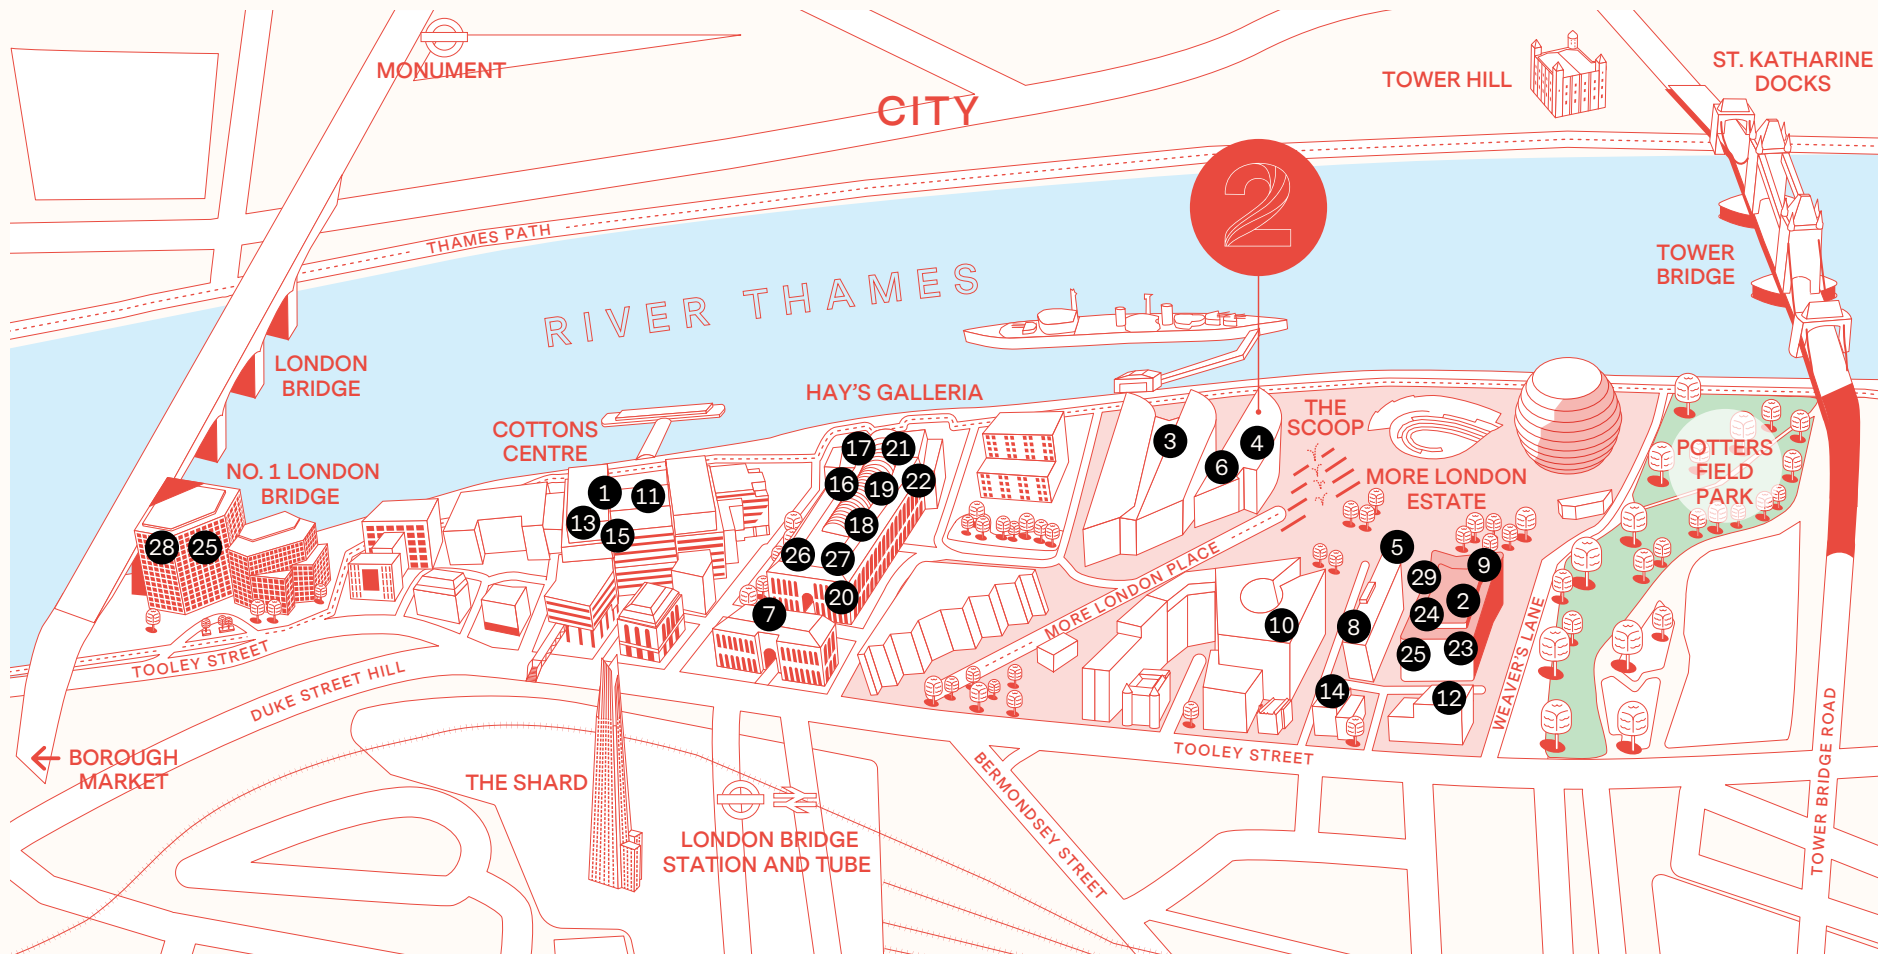 MONUMENT
CITY
TOWER HILL
ST. KATHARINE
DOCKS
2
THAMES PATH
RIVER THAMES
TOWER
BRIDGE
LONDON
BRIDGE
HAY'S GALLERIA
COTTONS
CENTRE
NO. 1 LONDON
BRIDGE
THE
SCOOP
MORE LONDON
ESTATE
POTTERS
FIELD
PARK
17
21
3
4
6
16
19
22
1
11
13
15
18
28
25
26
27
20
7
5
9
29
2
24
10
8
25
23
14
12
MORE LONDON PLACE
WEAVER'S LANE
TOOLEY STREET
DUKE STREET HILL
BOROUGH
MARKET
THE SHARD
TOOLEY STREET
BERMONDSEY STREET
TOWER BRIDGE ROAD
LONDON BRIDGE
STATION AND TUBE